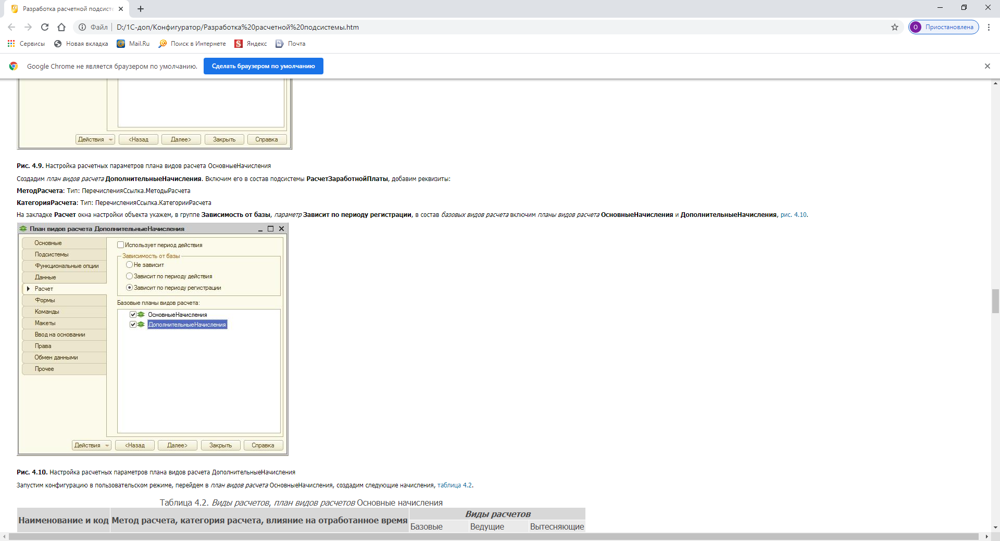 Разработка расчетной подсисте
Файл D:/1С-доп/Конфигуратор/Разработка%20расчетной%20подсистемы.htm
О Приостановлена
Сервисы Новая вкладка Mail.Ru Поиск в Интернете Яндекс Почта
Google Chrome не является браузером по умолчанию. Сделать браузером по умолчанию
Действия <Назад Далее> Закрыть Справка
Рис. 4.9. Настройка расчетных параметров плана видов расчета ОсновныеНачисления
Создадим план видов расчета ДополнительныеНачисления. Включим его в состав подсистемы РасчетЗаработнойПлаты, добавим реквизиты:
МетодРасчета: Тип: ПеречисленияСсылка.МетодыРасчета
КатегорияРасчета: Тип: ПеречисленияСсылка.КатегорииРасчета
На закладке Расчет окна настройки объекта укажем, в группе Зависимость от базы, параметр Зависит по периоду регистрации, в состав базовых видов расчета включим планы видов расчета ОсновныеНачисления и ДополнительныеНачисления, рис. 4.10.
План видов расчета ДополнительныеНачисления
Основные
Подсистемы
Функциональные опции
Данные
Расчет
Формы
Команды
Макеты
Ввод на основании
Права
Обмен данными
Прочее
Использует период действия
Зависимость от базы
Не зависит
Зависит по периоду действия
Зависит по периоду регистрации
Базовые планы видов расчета:
ОсновныеНачисления
ДополнительныеНачисления
Действия <Назад Далее> Закрыть Справка
Рис. 4.10. Настройка расчетных параметров плана видов расчета ДополнительныеНачисления
Запустим конфигурацию в пользовательском режиме, перейдем в план видов расчета ОсновныеНачисления, создадим следующие начисления, таблица 4.2.
Таблица 4.2. Виды расчетов, план видов расчетов Основные начисления
Наименование и код Метод расчета, категория расчета, влияние на отработанное время Виды расчетов
Базовые Ведущие Вытесняющие